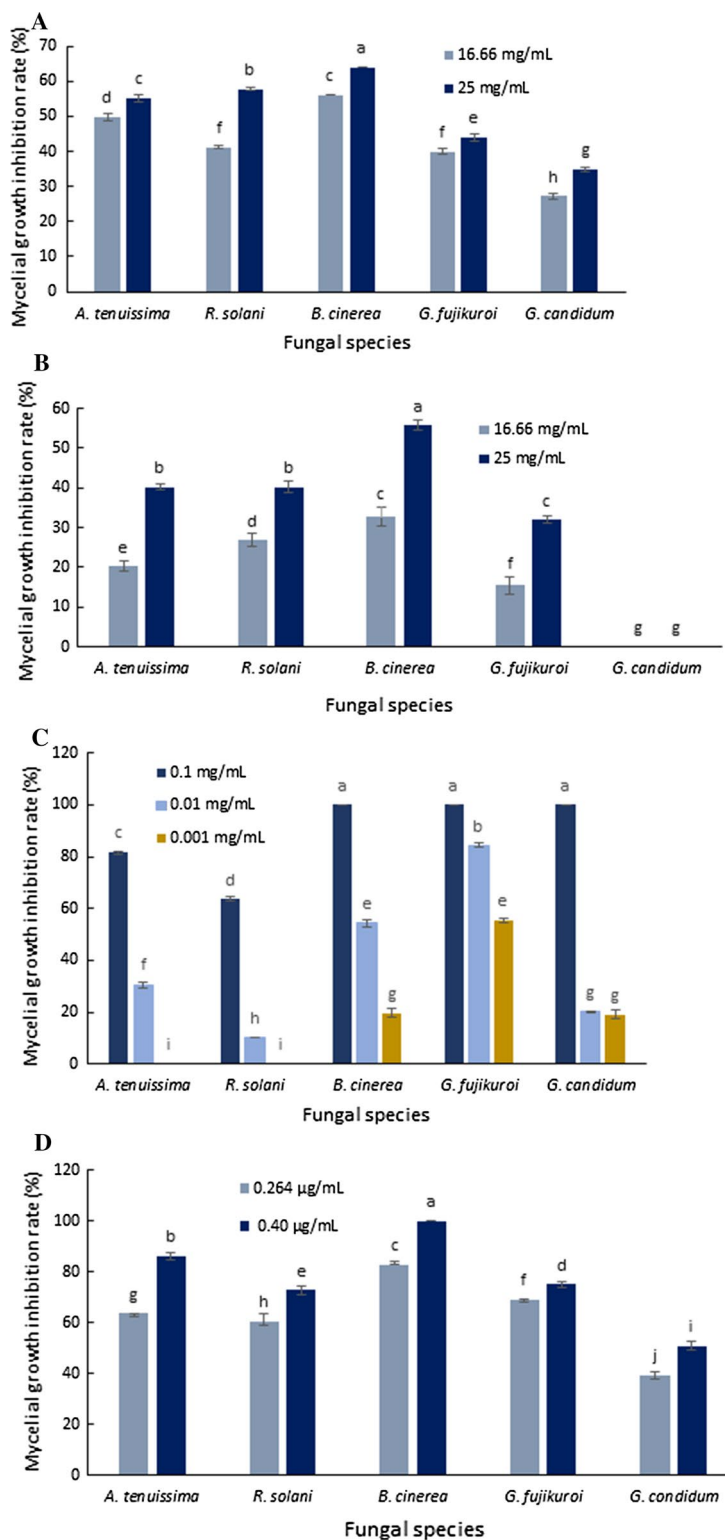 A
Mycelial growth inhibition rate (%)
70
60
50
40
30
20
10
0
16.66 mg/mL
25 mg/mL
d
c
f
b
c
a
f
e
h
g
A. tenuissima
R. solani
B. cinerea
G. fujikuroi
G. candidum
Fungal species
B
Mycelial growth inhibition rate (%)
60
50
40
30
20
10
0
16.66 mg/mL
25 mg/mL
e
b
d
b
c
a
f
c
g
g
A. tenuissima
R. solani
B. cinerea
G. fujikuroi
G. candidum
Fungal species
C
Mycelial growth inhibition rate (%)
120
100
80
60
40
20
0
0.1 mg/mL
0.01 mg/mL
0.001 mg/mL
c
f
i
d
h
i
a
e
g
a
b
e
a
g
g
A. tenuissima
R. solani
B. cinerea
G. fujikuroi
G. candidum
Fungal species
D
Mycelial growth inhibition rate (%)
120
100
80
60
40
20
0
0.264 µg/mL
0.40 µg/mL
g
b
h
e
c
a
f
d
j
i
A. tenuissima
R. solani
B. cinerea
G. fujikuroi
G. condidum
Fungal species